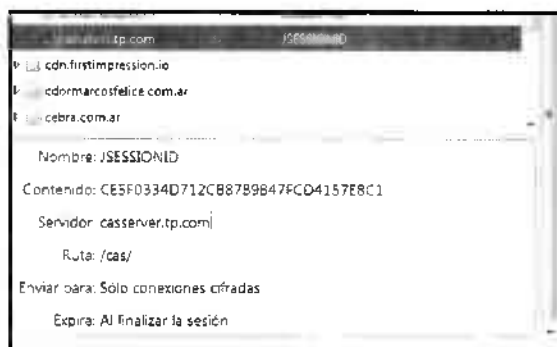 tp.com JSESSIONID
cdn.firstimpression.io
cdormarcosfelice.com.ar
cebra.com.ar
Nombre: JSESSIONID
Contenido: CE5F0334D712CB87B9B47FCD4157E8C1
Servidor: casserver.tp.com
Ruta: /cas/
Enviar para: Sólo conexiones cifradas
Expira: Al finalizar la sesión